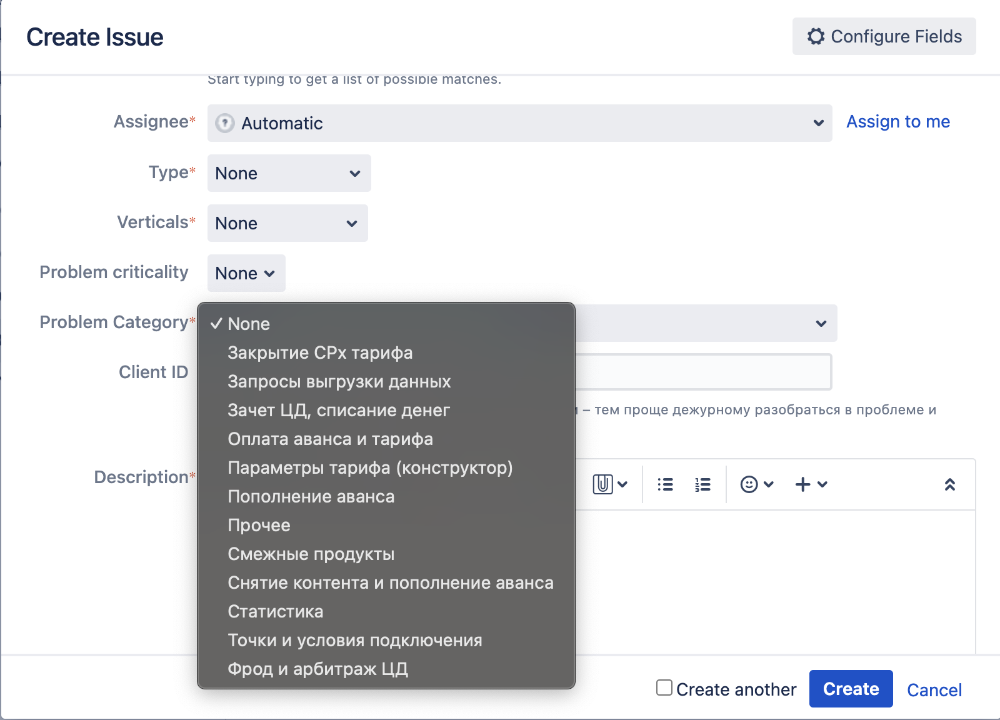 Create Issue
Configure Fields
Start typing to get a list of possible matches.
Assignee*
Automatic
Assign to me
Type*
None
Verticals*
None
Problem criticality
None
Problem Category*
None
Закрытие CPx тарифа
Запросы выгрузки данных
Зачет ЦД, списание денег
Оплата аванса и тарифа
Параметры тарифа (конструктор)
Пополнение аванса
Прочее
Смежные продукты
Снятие контента и пополнение аванса
Статистика
Точки и условия подключения
Фрод и арбитраж ЦД
Client ID
– тем проще дежурному разобраться в проблеме и
Description*
Create another
Create
Cancel